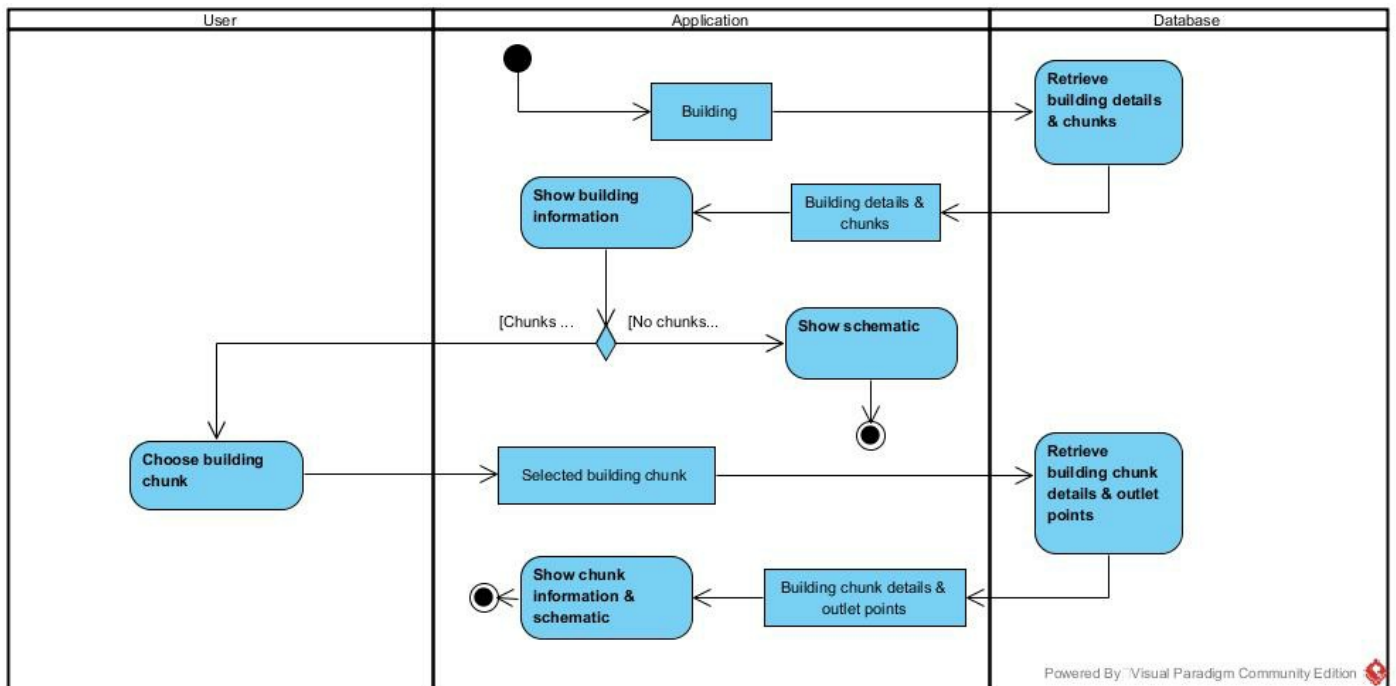 User
Application
Database
Building
Retrieve
building details
& chunks
Show building
information
Building details &
chunks
[Chunks ...
[No chunks...
Show schematic
Choose building
chunk
Selected building chunk
Retrieve
building chunk
details & outlet
points
Show chunk
information &
schematic
Building chunk details &
outlet points
Powered By Visual Paradigm Community Edition